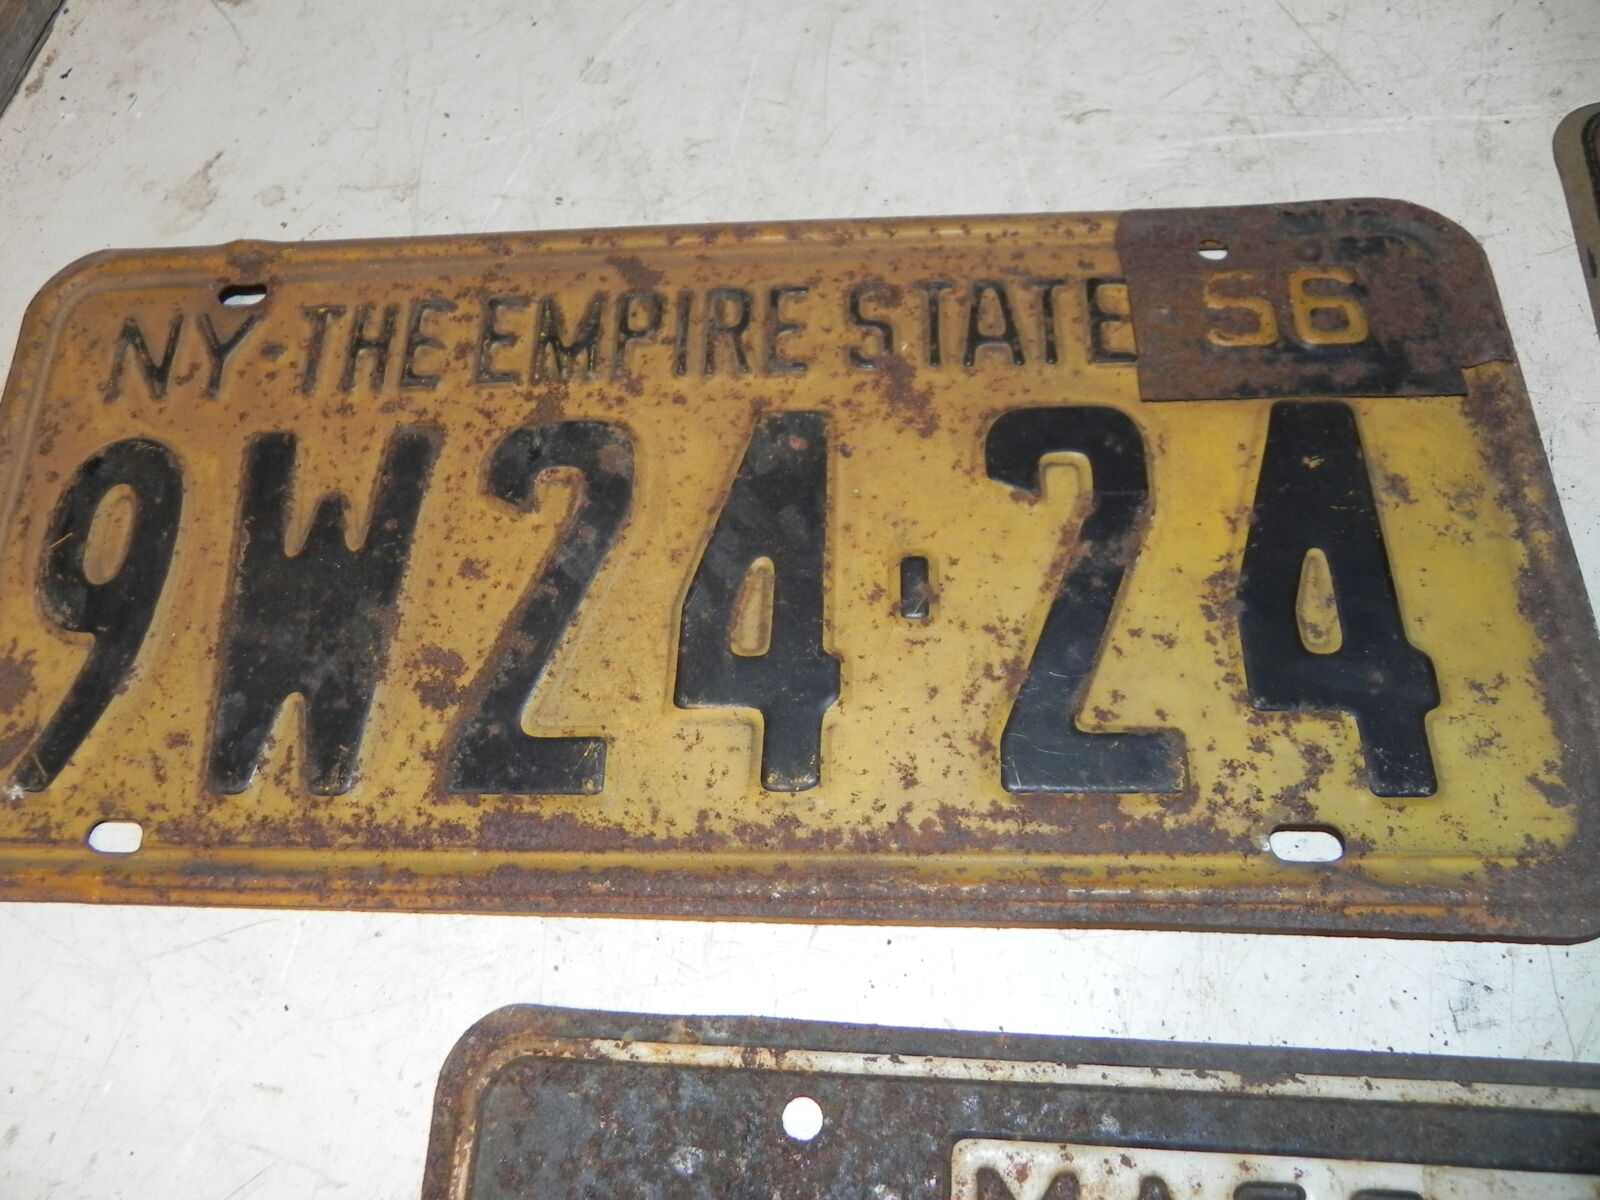 NY·THE EMPIRE STATE 56
9W24-24